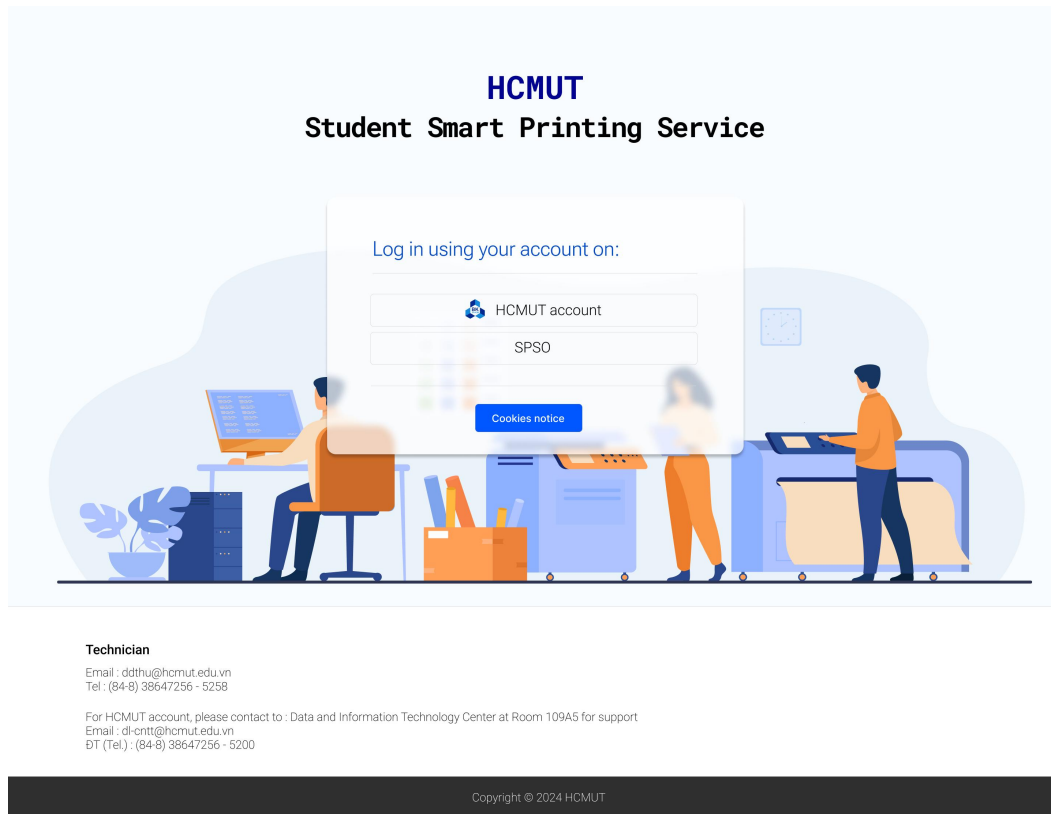 HCMUT
Student Smart Printing Service
Log in using your account on:
HCMUT account
SPSO
Cookies notice
Technician
Email : ddthu@hcmut.edu.vn
Tel : (84-8) 38647256 - 5258
For HCMUT account, please contact to : Data and Information Technology Center at Room 109A5 for support
Email : dl-cntt@hcmut.edu.vn
ĐT (Tel.) : (84-8) 38647256 - 5200
Copyright © 2024 HCMUT